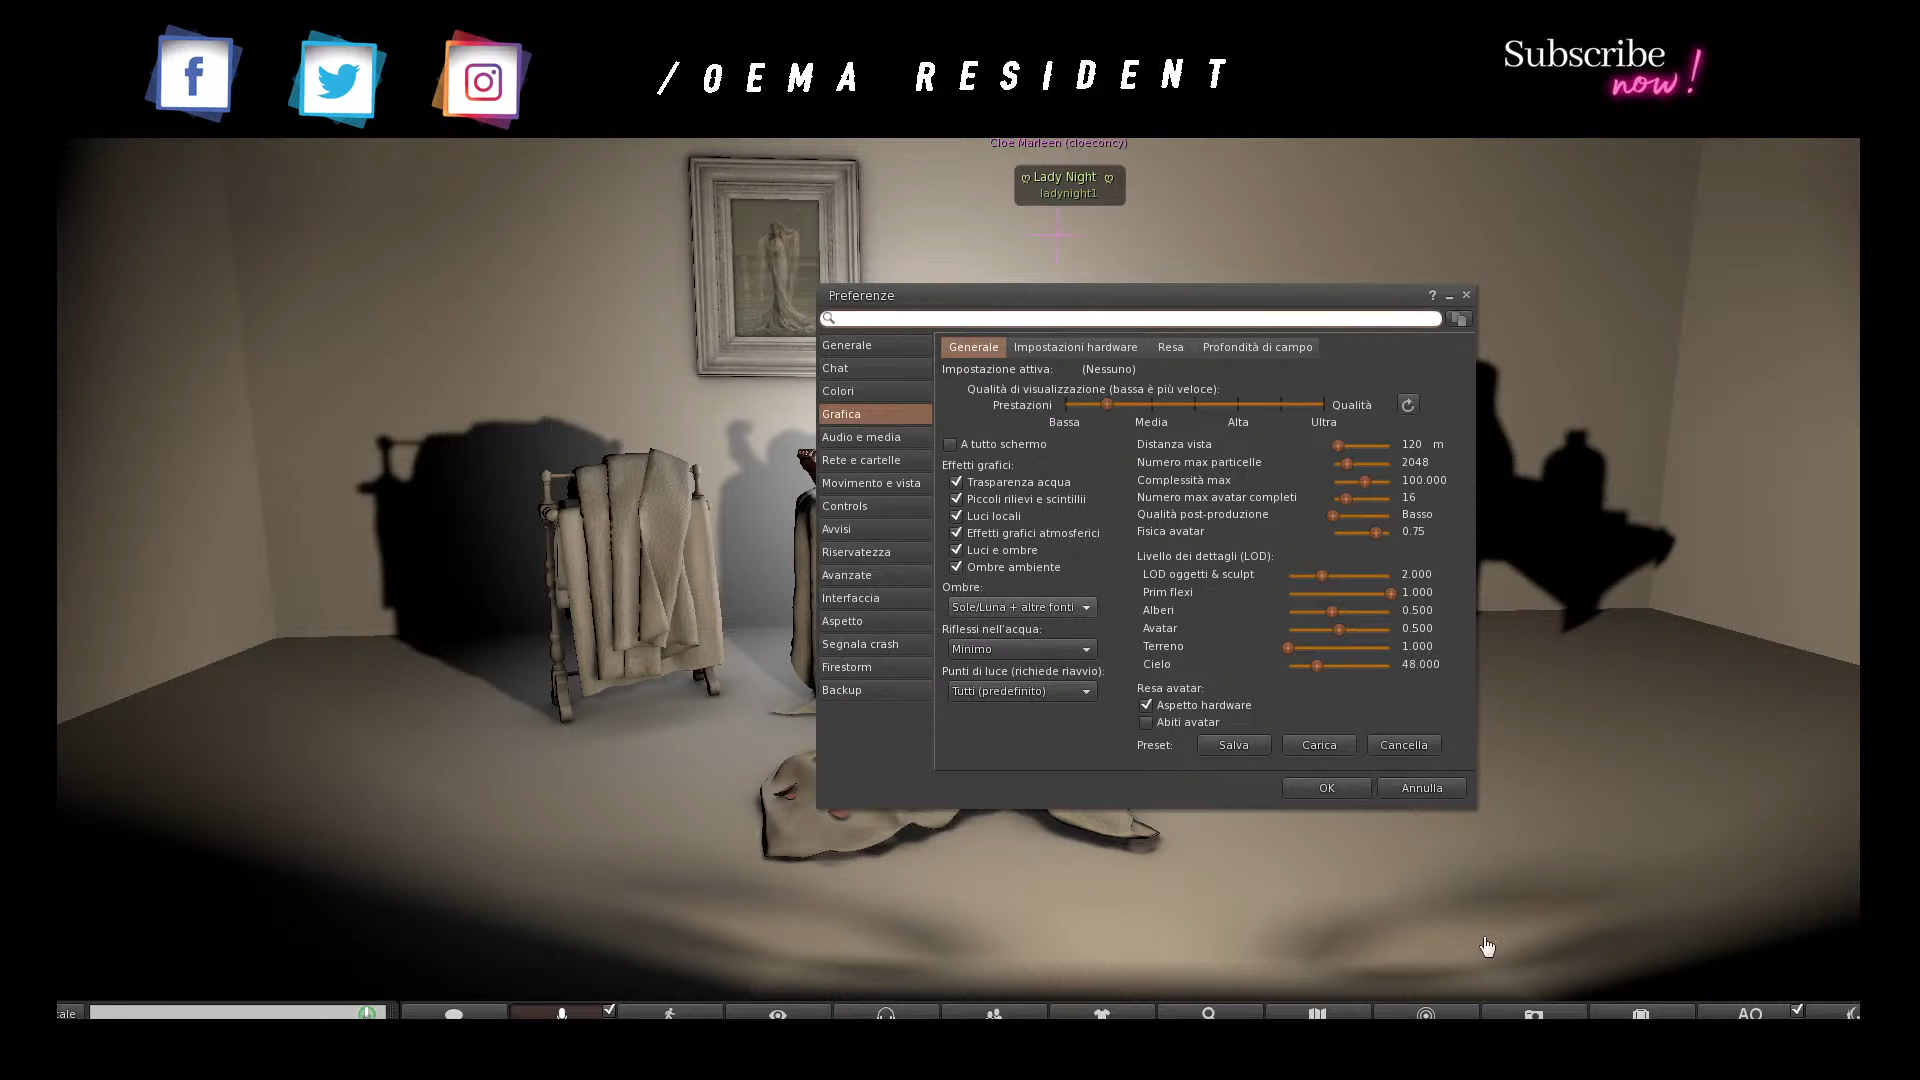 /OEMA RESIDENT
Subscribe
now!
Cloe Marleen (cloeconcy)
ღ Lady Night ღ
ladynight1
Preferenze
Generale
Chat
Colori
Grafica
Audio e media
Rete e cartelle
Movimento e vista
Controls
Avvisi
Riservatezza
Avanzate
Interfaccia
Aspetto
Segnala crash
Firestorm
Backup
Generale Impostazioni hardware Resa Profondità di campo
Impostazione attiva: (Nessuno)
Qualità di visualizzazione (bassa è più veloce):
Prestazioni Qualità
Bassa Media Alta Ultra
A tutto schermo
Effetti grafici:
Trasparenza acqua
Piccoli rilievi e scintillii
Luci locali
Effetti grafici atmosferici
Luci e ombre
Ombre ambiente
Ombre:
Sole/Luna + altre fonti
Riflessi nell'acqua:
Minimo
Punti di luce (richiede riavvio):
Tutti (predefinito)
Distanza vista 120 m
Numero max particelle 2048
Complessità max 100.000
Numero max avatar completi 16
Qualità post-produzione Basso
Fisica avatar 0.75
Livello dei dettagli (LOD):
LOD oggetti & sculpt 2.000
Prim flexi 1.000
Alberi 0.500
Avatar 0.500
Terreno 1.000
Cielo 48.000
Resa avatar:
Aspetto hardware
Abiti avatar
Preset: Salva Carica Cancella
OK Annulla
cale
AO